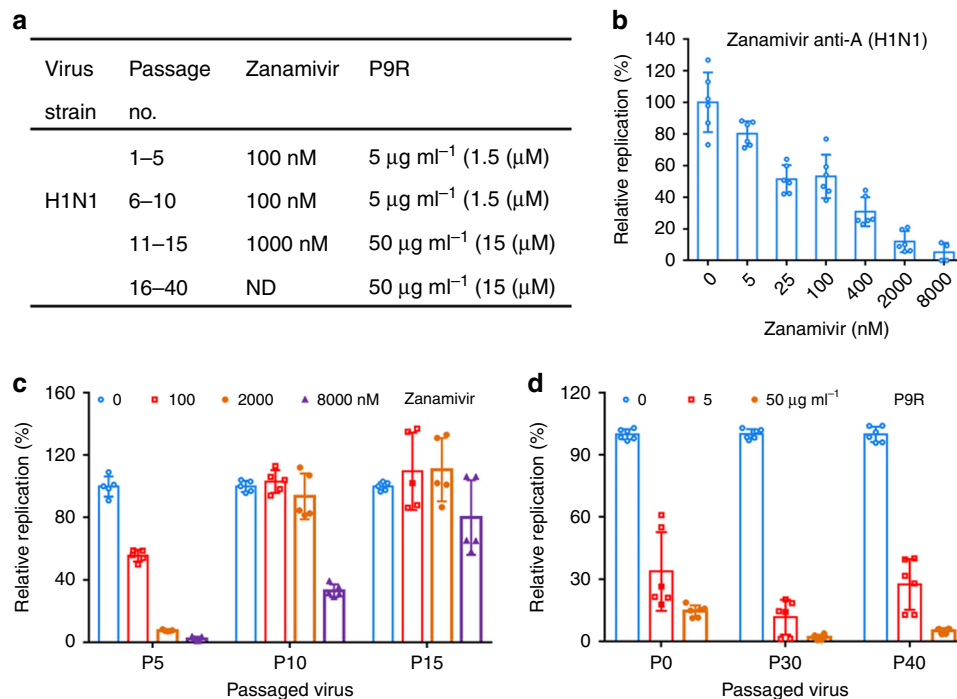 a
Virus strain Passage no. Zanamivir P9R
H1N1
1–5 100 nM 5 μg ml⁻¹ (1.5 (μM)
6–10 100 nM 5 μg ml⁻¹ (1.5 (μM)
11–15 1000 nM 50 μg ml⁻¹ (15 (μM)
16–40 ND 50 μg ml⁻¹ (15 (μM)
b
Zanamivir anti-A (H1N1)
Relative replication (%)
140
120
100
80
60
40
20
0
0 5 25 100 400 2000 8000
Zanamivir (nM)
c
0 100 2000 8000 nM Zanamivir
Relative replication (%)
160
120
80
40
0
P5 P10 P15
Passaged virus
d
0 5 50 μg ml⁻¹ P9R
Relative replication (%)
120
90
60
30
0
P0 P30 P40
Passaged virus